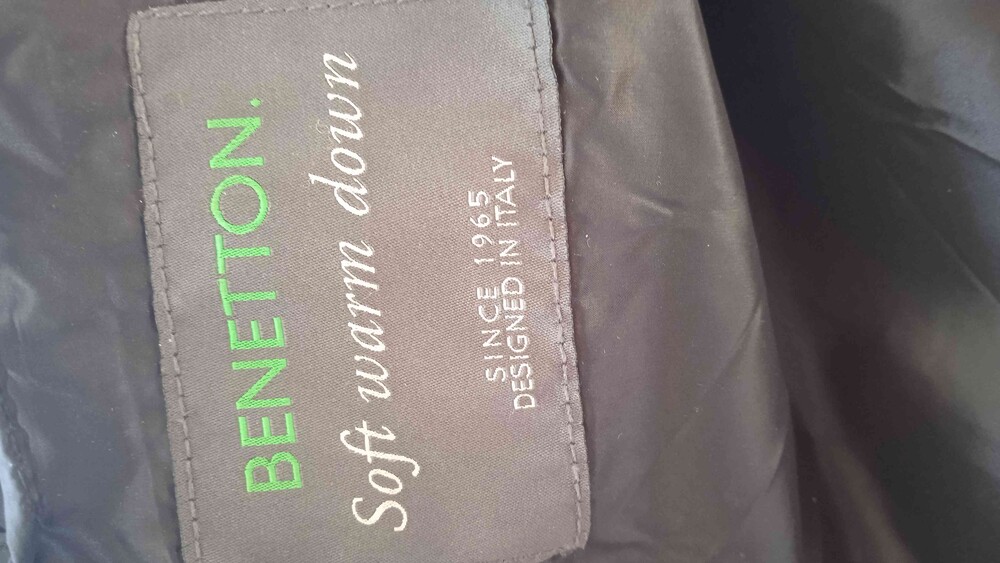 BENETTON.
Soft warm down
SINCE 1965
DESIGNED IN ITALY